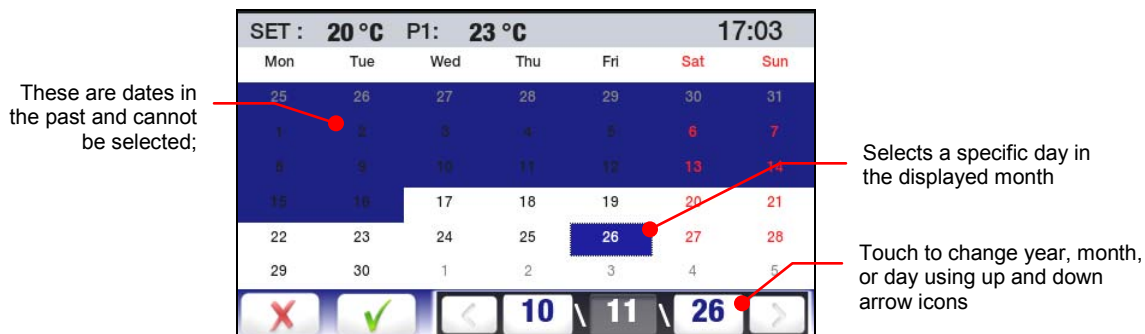 SET : 20 °C P1: 23 °C 17:03
Mon Tue Wed Thu Fri Sat Sun
25 26 27 28 29 30 31
1 2 3 4 5 6 7
8 9 10 11 12 13 14
15 16 17 18 19 20 21
22 23 24 25 26 27 28
29 30 1 2 3 4 5
10 \ 11 \ 26
These are dates in
the past and cannot
be selected;
Selects a specific day in
the displayed month
Touch to change year, month,
or day using up and down
arrow icons